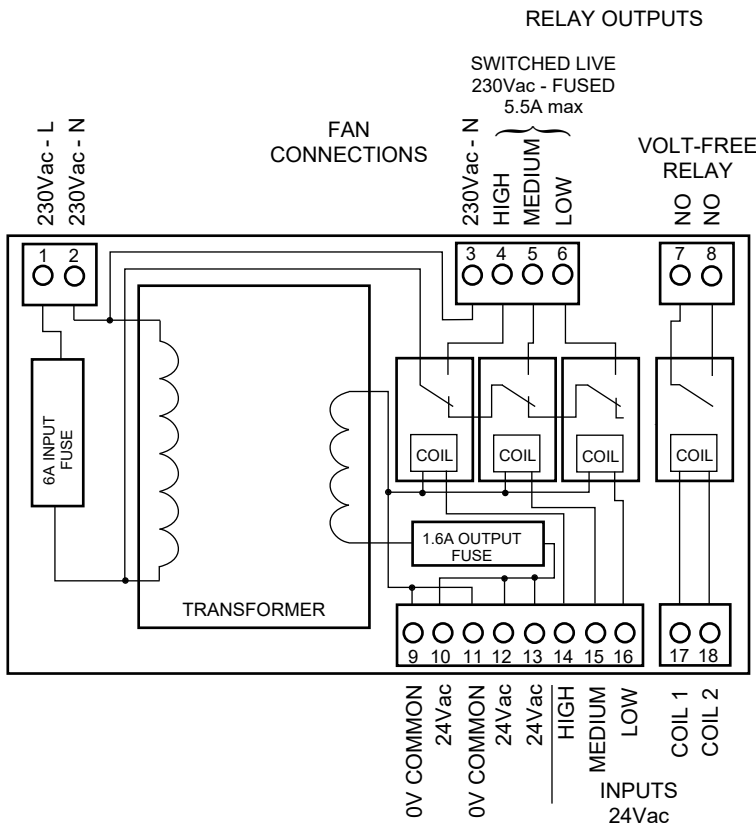 RELAY OUTPUTS
SWITCHED LIVE
230Vac - FUSED
5.5A max
FAN
CONNECTIONS
VOLT-FREE
RELAY
230Vac - L
230Vac - N
230Vac - N
HIGH
MEDIUM
LOW
NO
NO
1
2
3
4
5
6
7
8
6A INPUT
FUSE
TRANSFORMER
COIL
COIL
COIL
COIL
1.6A OUTPUT
FUSE
9
10
11
12
13
14
15
16
17
18
0V COMMON
24Vac
0V COMMON
24Vac
24Vac
HIGH
MEDIUM
LOW
COIL 1
COIL 2
INPUTS
24Vac